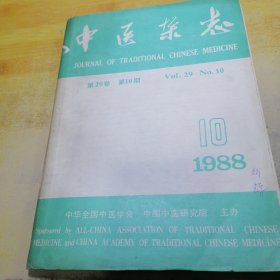 中医杂志
JOURNAL OF TRADITIONAL CHINESE MEDICINE
第29卷 第10期 Vol. 29 No. 10
10
1988
中华全国中医学会 中国中医研究院 主办
Sponsored by ALL-CHINA ASSOCIATION OF TRADITIONAL CHINESE
MEDICINE and CHINA ACADEMY OF TRADITIONAL CHINESE MEDICINE